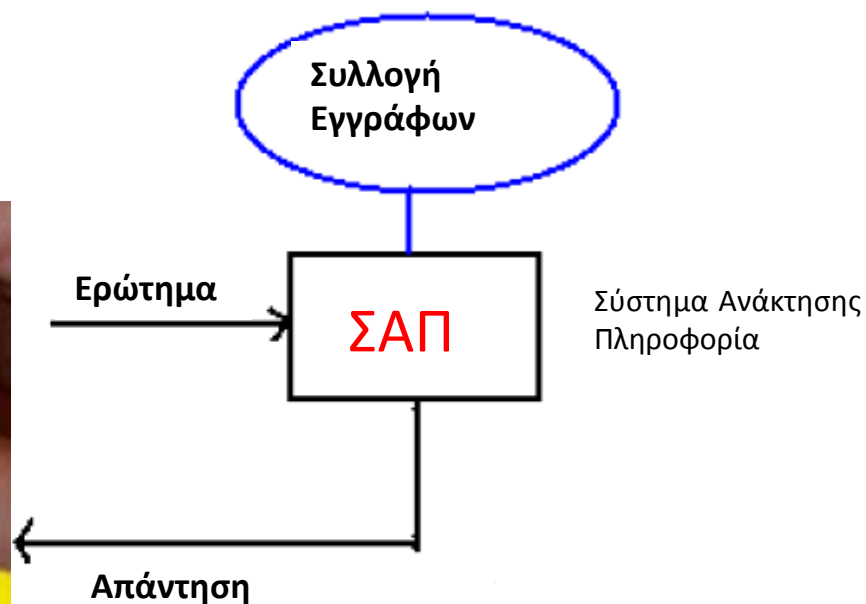 Συλλογή
Εγγράφων
Ερώτημα
ΣΑΠ
Σύστημα Ανάκτησης
Πληροφορία
Απάντηση